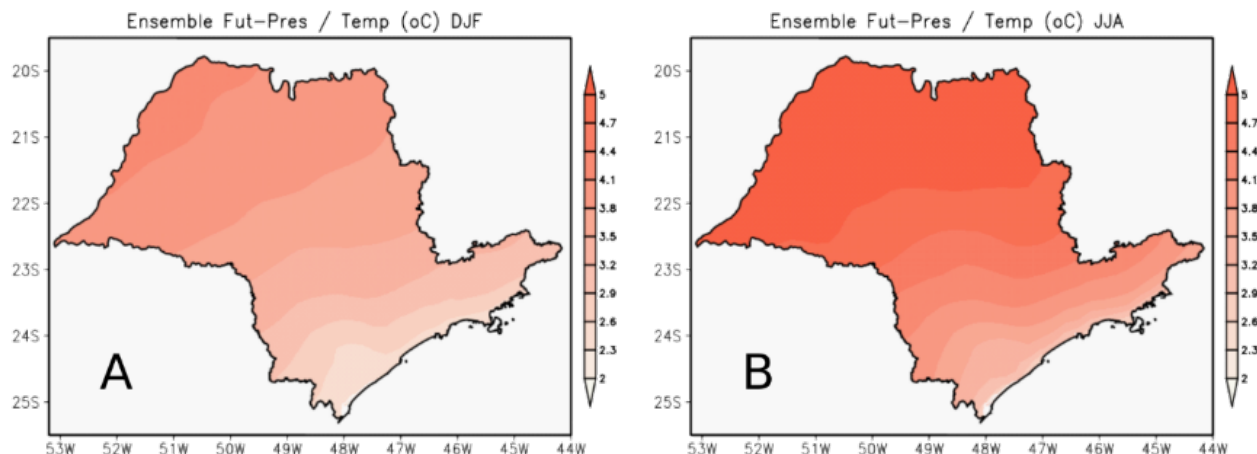 Ensemble Fut-Pres / Temp (oC) DJF
20S
21S
22S
23S
24S
25S
53W 52W 51W 50W 49W 48W 47W 46W 45W 44W
5
4.7
4.4
4.1
3.8
3.5
3.2
2.9
2.6
2.3
2
A
Ensemble Fut-Pres / Temp (oC) JJA
20S
21S
22S
23S
24S
25S
53W 52W 51W 50W 49W 48W 47W 46W 45W 44W
5
4.7
4.4
4.1
3.8
3.5
3.2
2.9
2.6
2.3
2
B